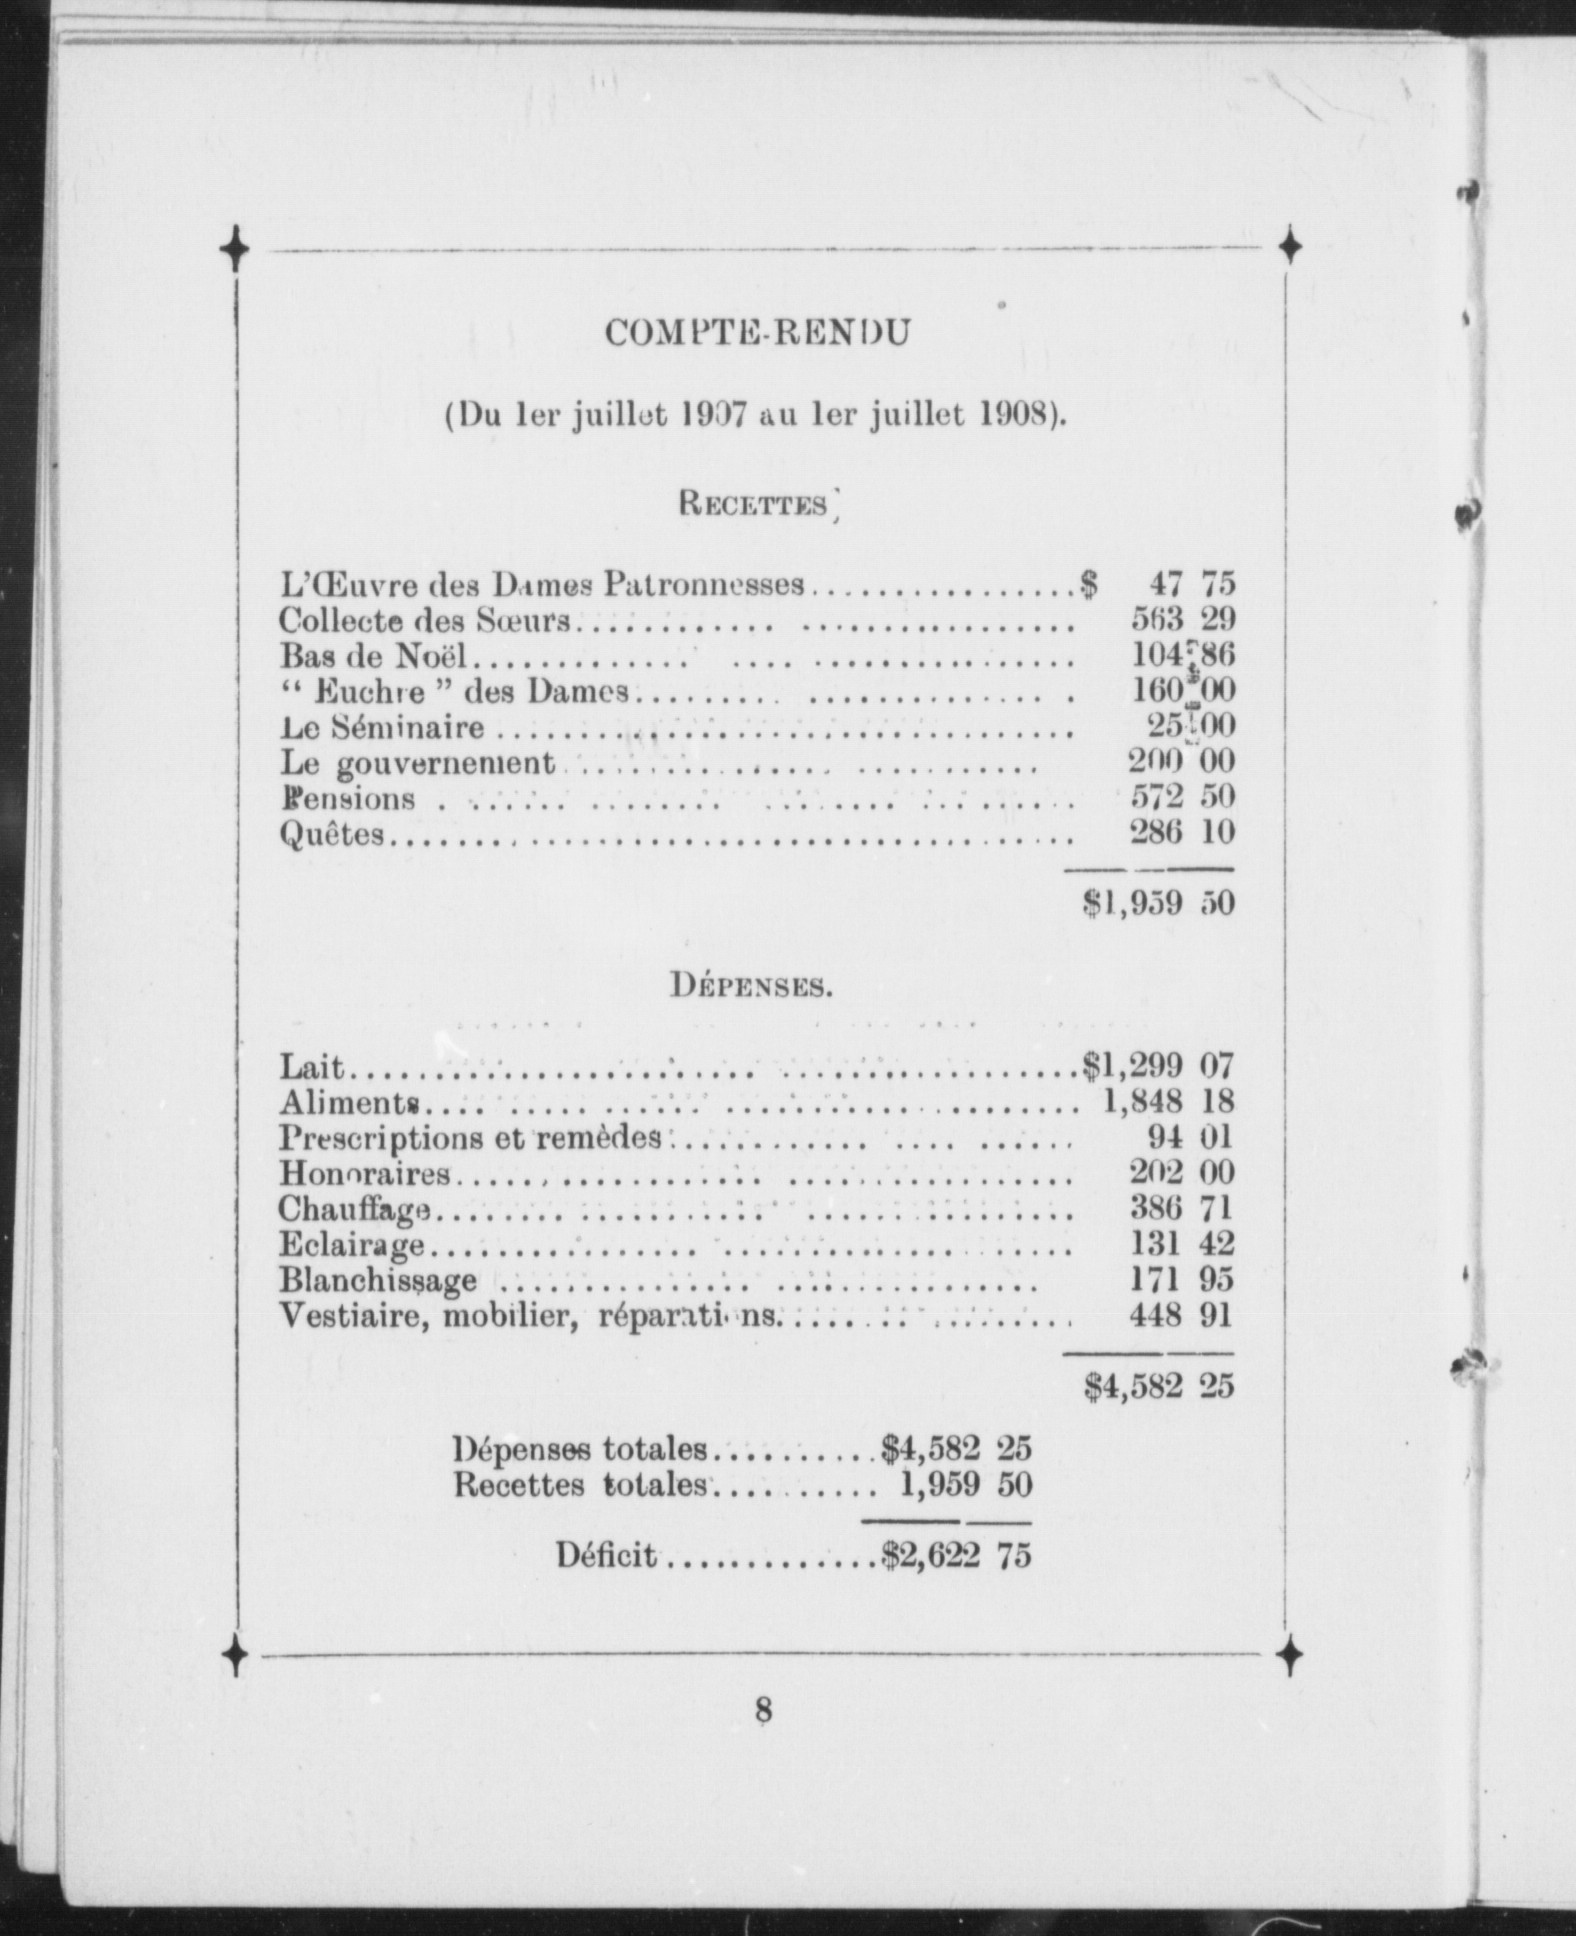 COMPTE-RENDU
(Du 1er juillet 1907 au 1er juillet 1908).
RECETTES
L'Œuvre des Dames Patronnesses................$ 47 75
Collecte des Sœurs............ ................ 563 29
Bas de Noël............. .... ................ 104 86
“ Euchre ” des Dames......... .............. . 160 00
Le Séminaire .................................. 25 00
Le gouvernement ................ ........... 200 00
Pensions . ...... ........ ........ ... ...... 572 50
Quêtes........................................ 286 10
$1,959 50
DÉPENSES.
Lait........................ ..................$1,299 07
Aliments.... ..... ...... ..................... 1,848 18
Prescriptions et remèdes............ .... ...... 94 01
Honoraires.................. ................. 202 00
Chauffage........ ........... ................ 386 71
Eclairage................ ..................... 131 42
Blanchissage ............... ................ 171 95
Vestiaire, mobilier, réparations........ ......... 448 91
$4,582 25
Dépenses totales..........$4,582 25
Recettes totales.......... 1,959 50
Déficit .............$2,622 75
8